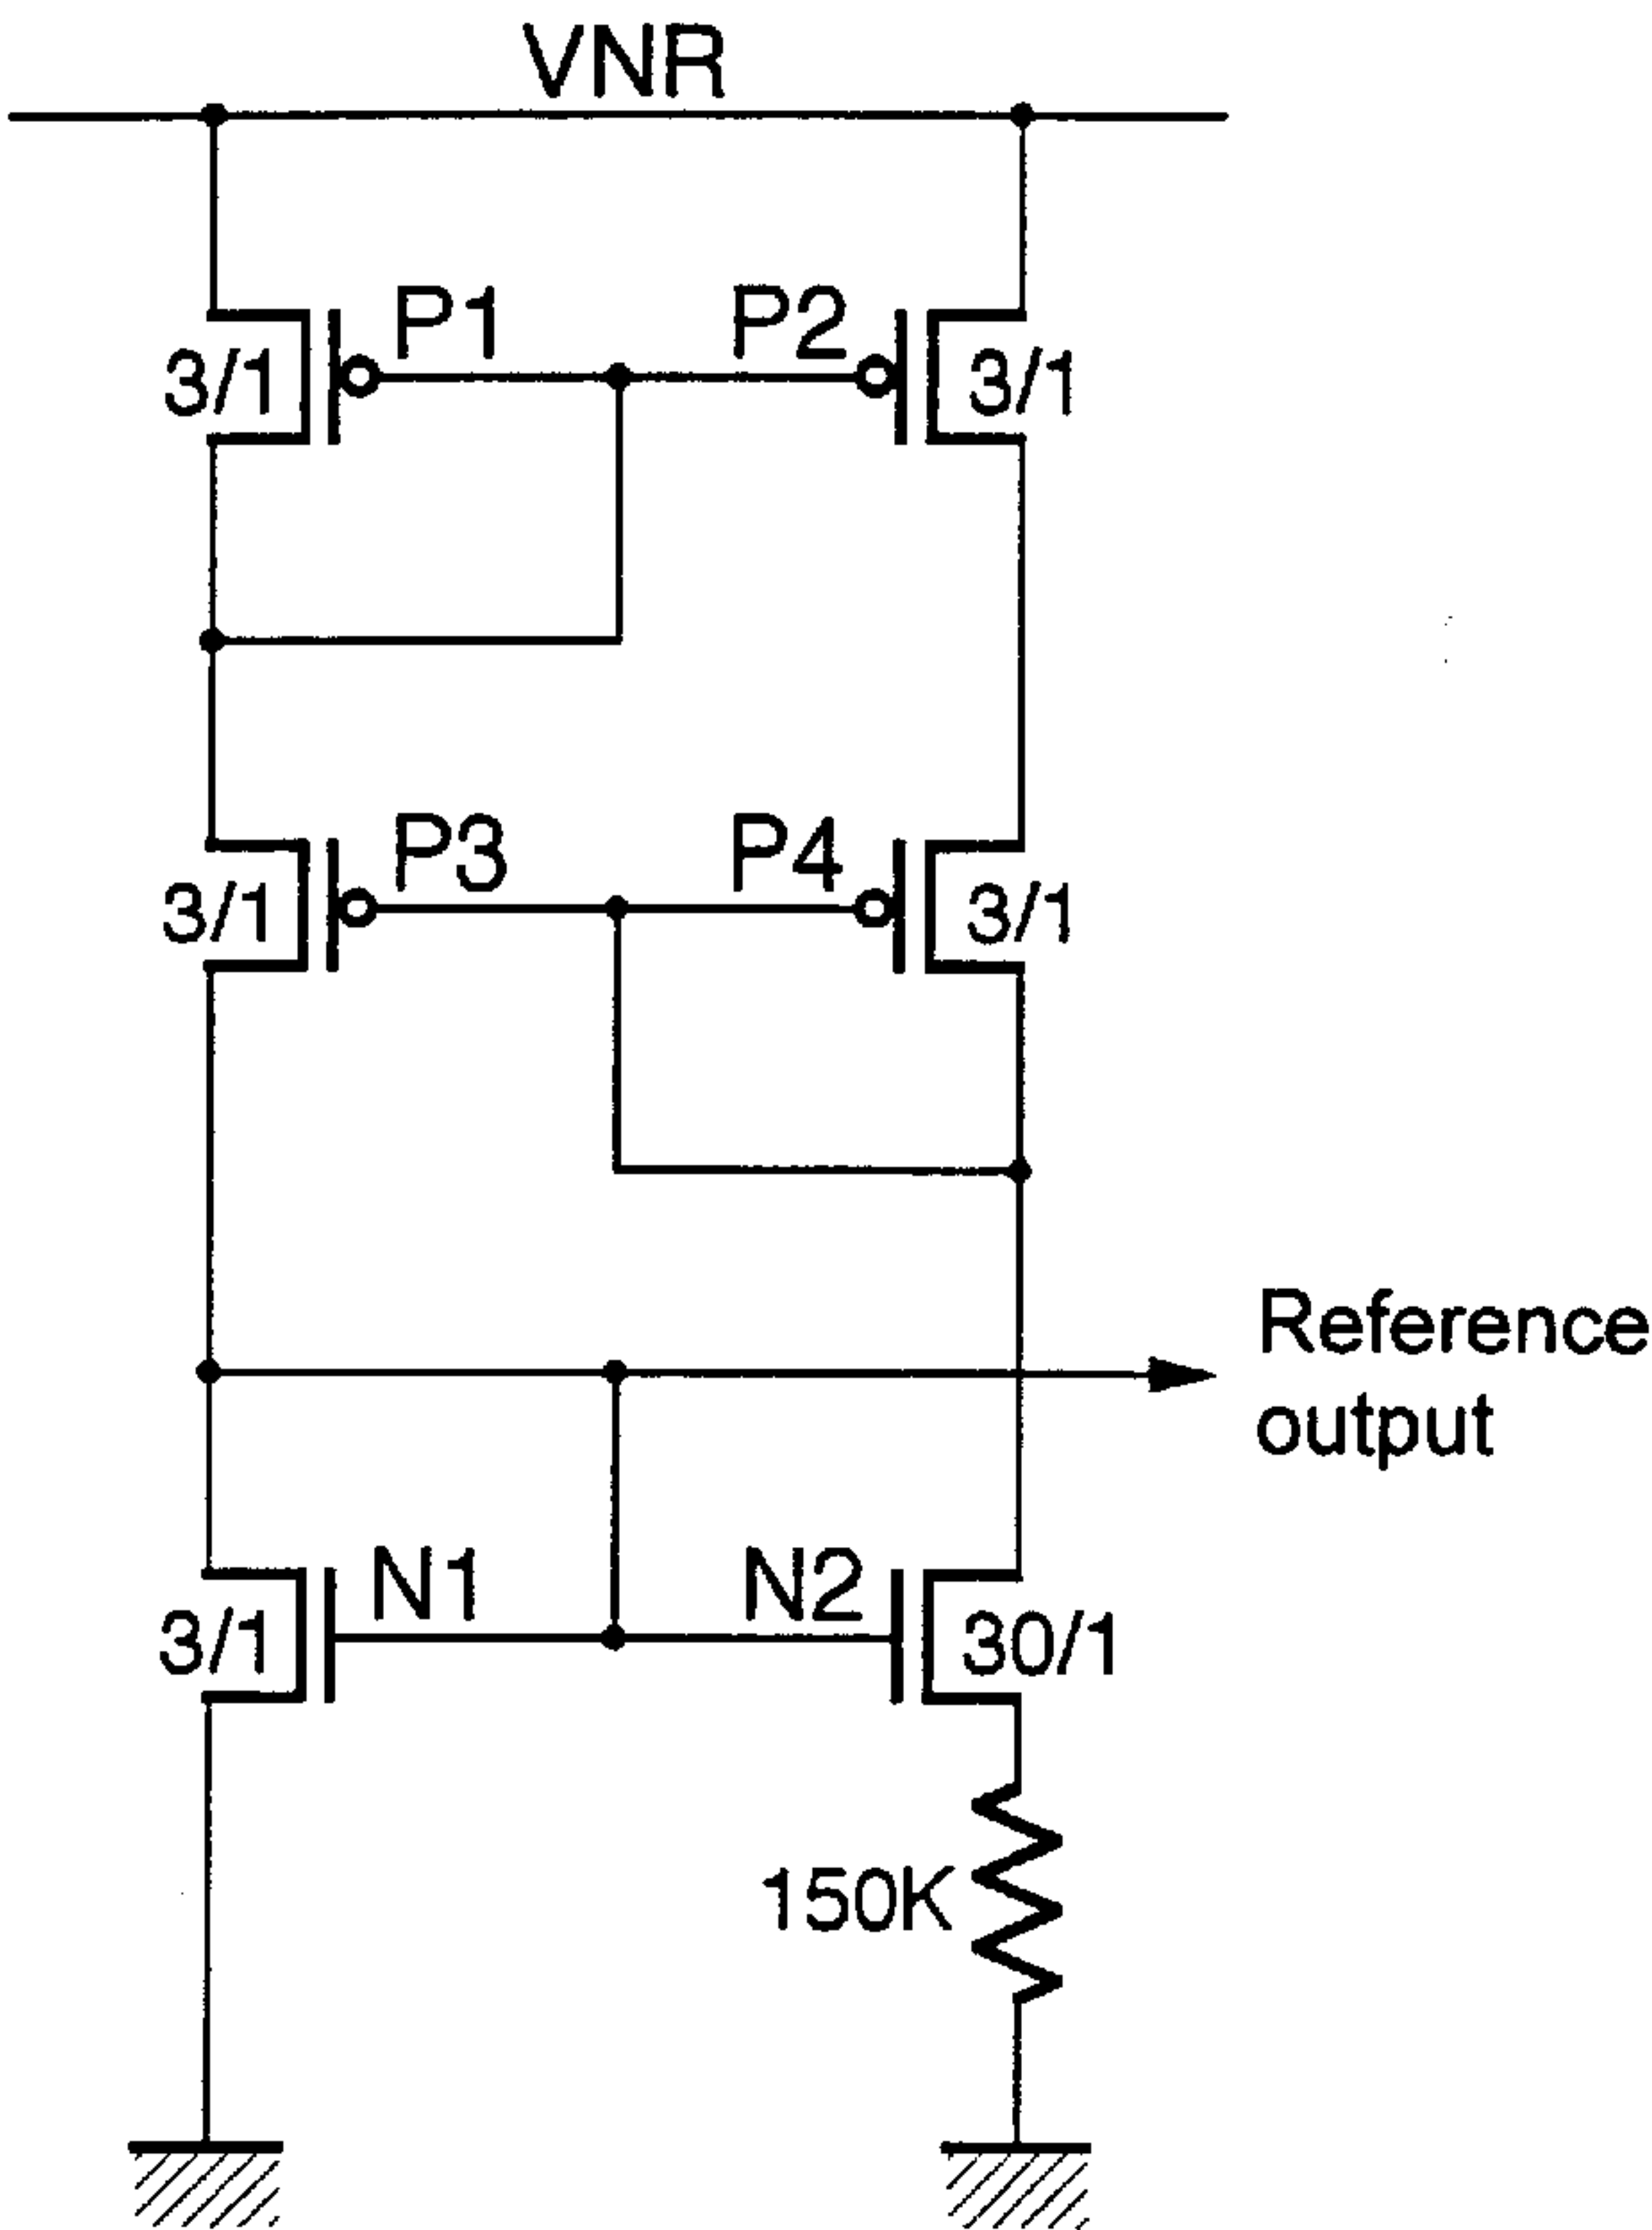 VNR
P1
P2
3/1
3/1
P3
P4
3/1
3/1
Reference
output
N1
N2
3/1
30/1
150K